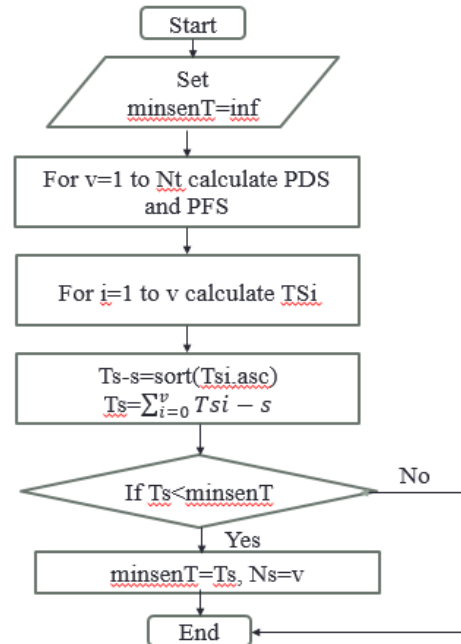 Start
Set
minsenT=inf
For v=1 to Nt calculate PDS
and PFS
For i=1 to v calculate TSi
Ts-s=sort(Tsi.asc)
Ts=∑_{i=0}^{v} Tsi − s
If Ts<minsenT
No
Yes
minsenT=Ts, Ns=v
End